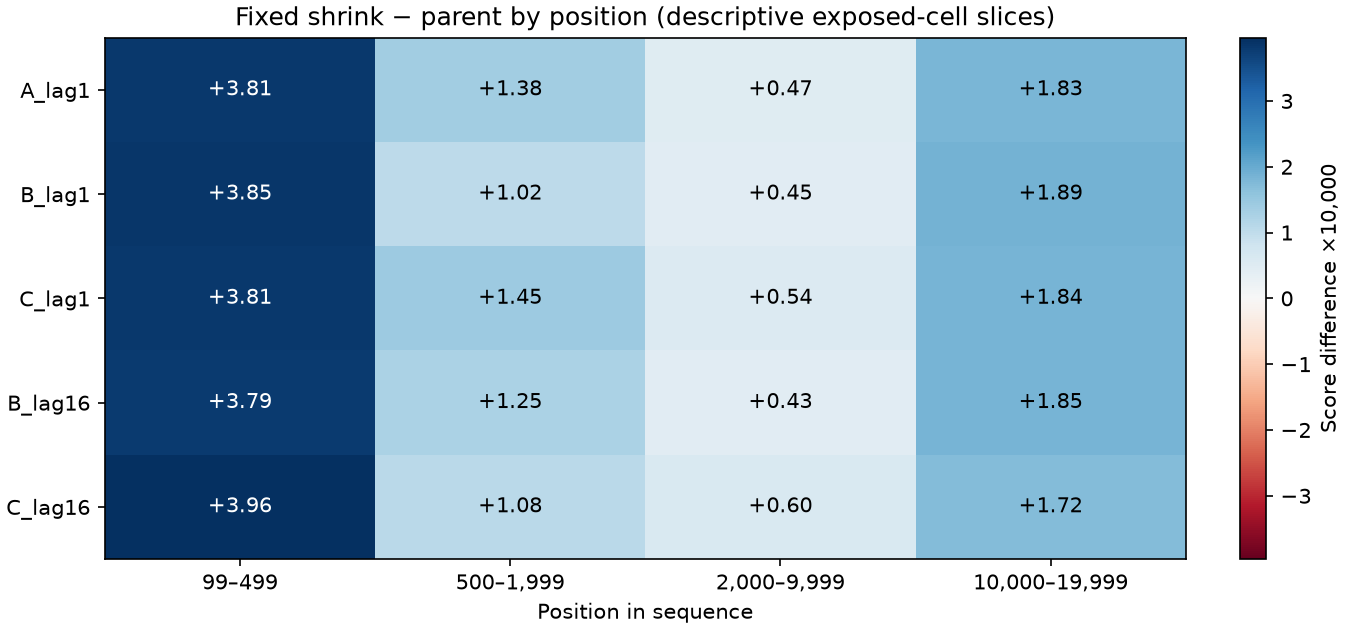 Fixed shrink − parent by position (descriptive exposed-cell slices)
A_lag1 +3.81 +1.38 +0.47 +1.83
B_lag1 +3.85 +1.02 +0.45 +1.89
C_lag1 +3.81 +1.45 +0.54 +1.84
B_lag16 +3.79 +1.25 +0.43 +1.85
C_lag16 +3.96 +1.08 +0.60 +1.72
99–499 500–1,999 2,000–9,999 10,000–19,999
Position in sequence
3
2
1
0
−1
−2
−3
Score difference ×10,000